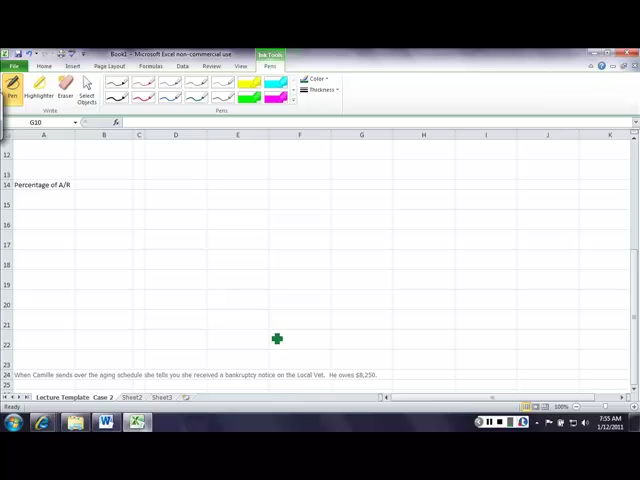 Book1 - Microsoft Excel non-commercial use
Ink Tools
File Home Insert Page Layout Formulas Data Review View Pens
Pen Highlighter Eraser Select Objects
Color
Thickness
Write Pens
G10 fx
A B C D E F G H I J K
12
13
14 Percentage of A/R
15
16
17
18
19
20
21
22
24 When Camille sends over the aging schedule she tells you she received a bankruptcy notice on the Local Vet. He owes $8,250.
25
Lecture Template Case 2 Sheet2 Sheet3
Ready 100%
7:55 AM
1/12/2011